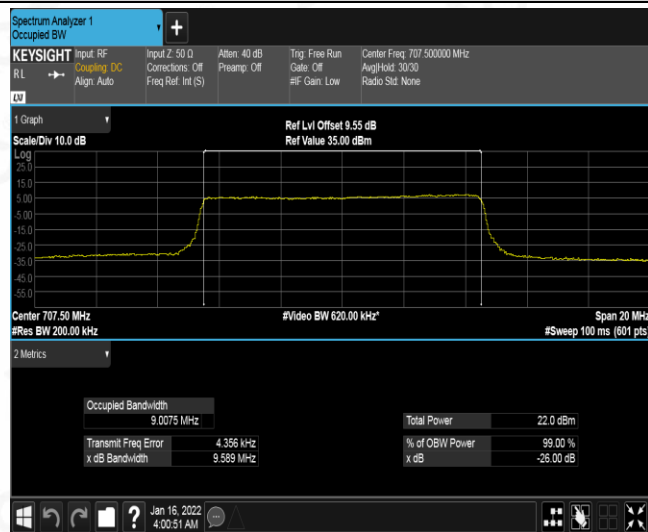 Spectrum Analyzer 1
Occupied BW
KEYSIGHT
RL
LXI
Input: RF
Coupling: DC
Align: Auto
Input Z: 50 Ω
Corrections: Off
Freq Ref: Int (S)
Atten: 40 dB
Preamp: Off
Trig: Free Run
Gate: Off
#IF Gain: Low
Center Freq: 707.500000 MHz
Avg|Hold: 30/30
Radio Std: None
1 Graph
Scale/Div 10.0 dB
Ref Lvl Offset 9.55 dB
Ref Value 35.00 dBm
Log
25.0
15.0
5.00
-5.00
-15.0
-25.0
-35.0
-45.0
-55.0
Center 707.50 MHz
#Res BW 200.00 kHz
#Video BW 620.00 kHz*
Span 20 MHz
#Sweep 100 ms (601 pts)
2 Metrics
Occupied Bandwidth
9.0075 MHz
Transmit Freq Error 4.356 kHz
x dB Bandwidth 9.589 MHz
Total Power 22.0 dBm
% of OBW Power 99.00 %
x dB -26.00 dB
?
Jan 16, 2022
4:00:51 AM